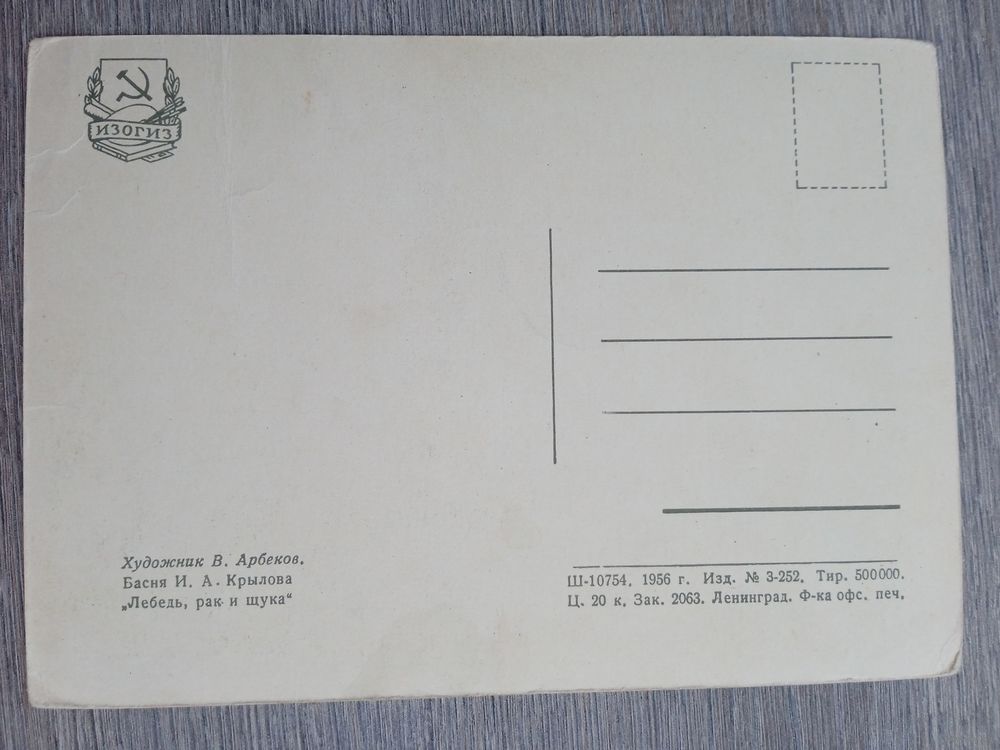 ИЗОГИЗ
Художник В. Арбеков.
Басня И. А. Крылова
„Лебедь, рак и щука“
Ш-10754. 1956 г. Изд. № 3-252. Тир. 500000.
Ц. 20 к. Зак. 2063. Ленинград. Ф-ка офс. печ.